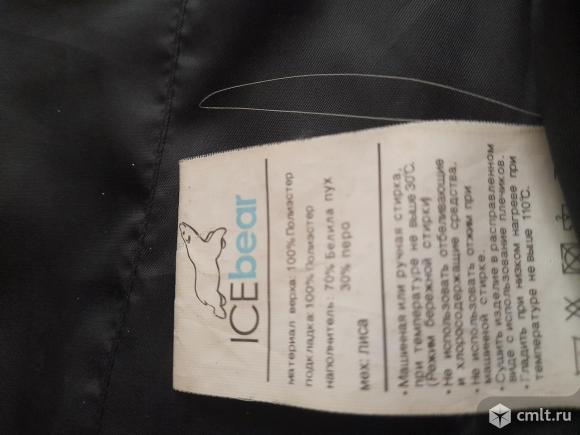 ICEbear
материал верха: 100% Полиэстер
подкладка: 100% Полиэстер
наполнитель: 70% Белила пух
30% перо
мех: лиса
• Машинная или ручная стирка,
при температуре не выше 30°C.
(Режим бережной стирки)
• Не использовать отбеливающие
и хлоросодержащие средства.
• Не использовать отжим при
машинной стирке.
• Сушить изделие в расправленном
виде с использование плечиков.
• Гладить при низком нагреве при
температуре не выше 110°C.
cmlt.ru